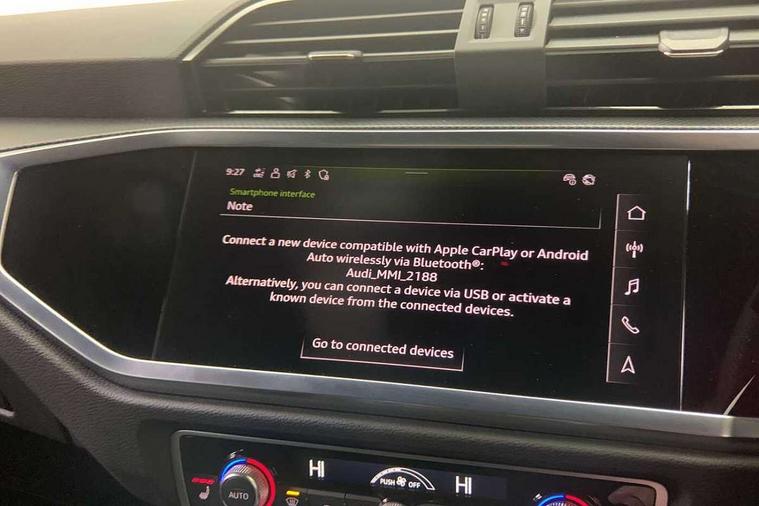 9:27
Smartphone interface
Note
Connect a new device compatible with Apple CarPlay or Android
Auto wirelessly via Bluetooth®:
Audi_MMI_2188
Alternatively, you can connect a device via USB or activate a
known device from the connected devices.
Go to connected devices
HI
PUSH OFF
HI
AUTO